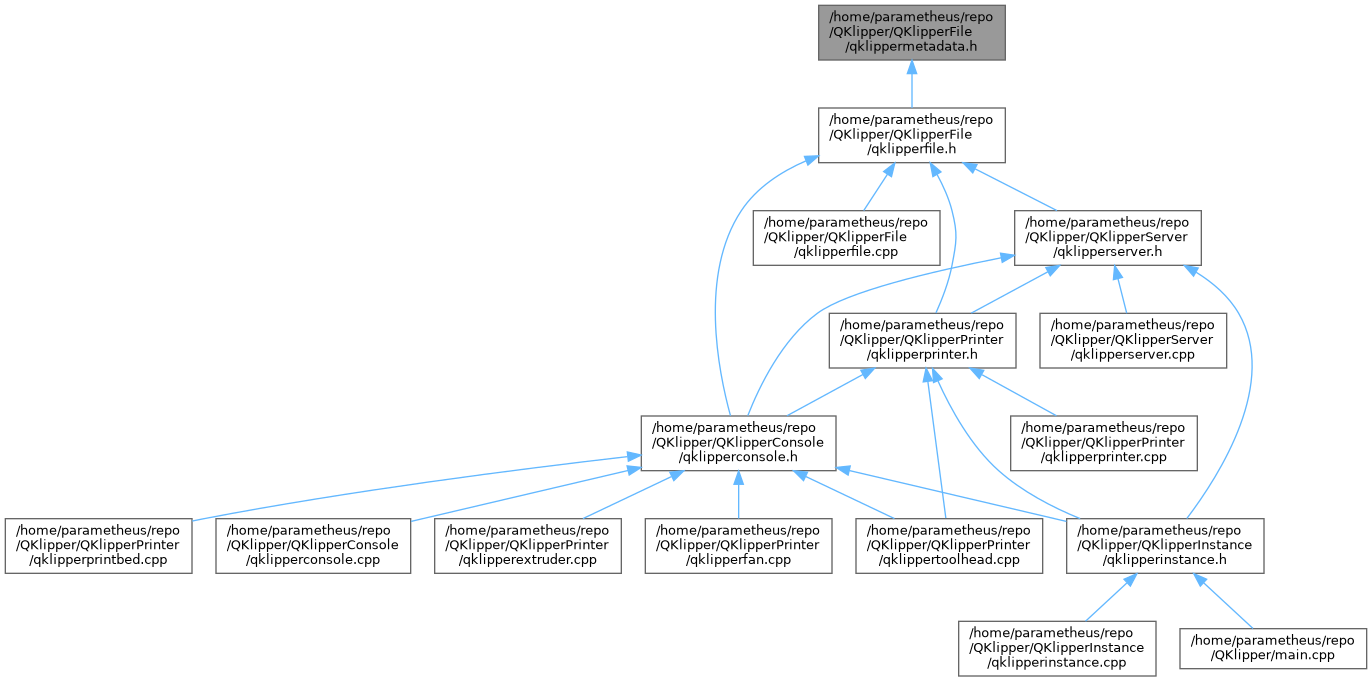 /home/parametheus/repo
/QKlipper/QKlipperFile
/qklippermetadata.h
/home/parametheus/repo
/QKlipper/QKlipperFile
/qklipperfile.h
/home/parametheus/repo
/QKlipper/QKlipperFile
/qklipperfile.cpp
/home/parametheus/repo
/QKlipper/QKlipperServer
/qklipperserver.h
/home/parametheus/repo
/QKlipper/QKlipperPrinter
/qklipperprinter.h
/home/parametheus/repo
/QKlipper/QKlipperServer
/qklipperserver.cpp
/home/parametheus/repo
/QKlipper/QKlipperConsole
/qklipperconsole.h
/home/parametheus/repo
/QKlipper/QKlipperPrinter
/qklipperprinter.cpp
/home/parametheus/repo
/QKlipper/QKlipperPrinter
/qklipperprintbed.cpp
/home/parametheus/repo
/QKlipper/QKlipperConsole
/qklipperconsole.cpp
/home/parametheus/repo
/QKlipper/QKlipperPrinter
/qklipperextruder.cpp
/home/parametheus/repo
/QKlipper/QKlipperPrinter
/qklipperfan.cpp
/home/parametheus/repo
/QKlipper/QKlipperPrinter
/qklippertoolhead.cpp
/home/parametheus/repo
/QKlipper/QKlipperInstance
/qklipperinstance.h
/home/parametheus/repo
/QKlipper/QKlipperInstance
/qklipperinstance.cpp
/home/parametheus/repo
/QKlipper/main.cpp